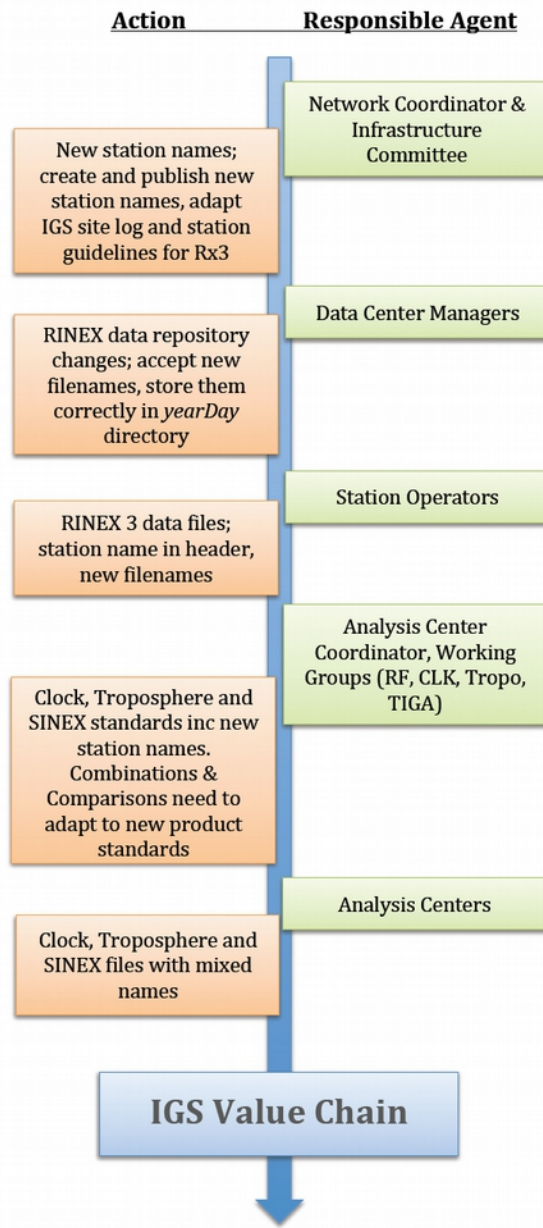 Action
Responsible Agent
Network Coordinator &
Infrastructure
Committee
New station names;
create and publish new
station names, adapt
IGS site log and station
guidelines for Rx3
Data Center Managers
RINEX data repository
changes; accept new
filenames, store them
correctly in yearDay
directory
Station Operators
RINEX 3 data files;
station name in header,
new filenames
Analysis Center
Coordinator, Working
Groups (RF, CLK, Tropo,
TIGA)
Clock, Troposphere and
SINEX standards inc new
station names.
Combinations &
Comparisons need to
adapt to new product
standards
Analysis Centers
Clock, Troposphere and
SINEX files with mixed
names
IGS Value Chain